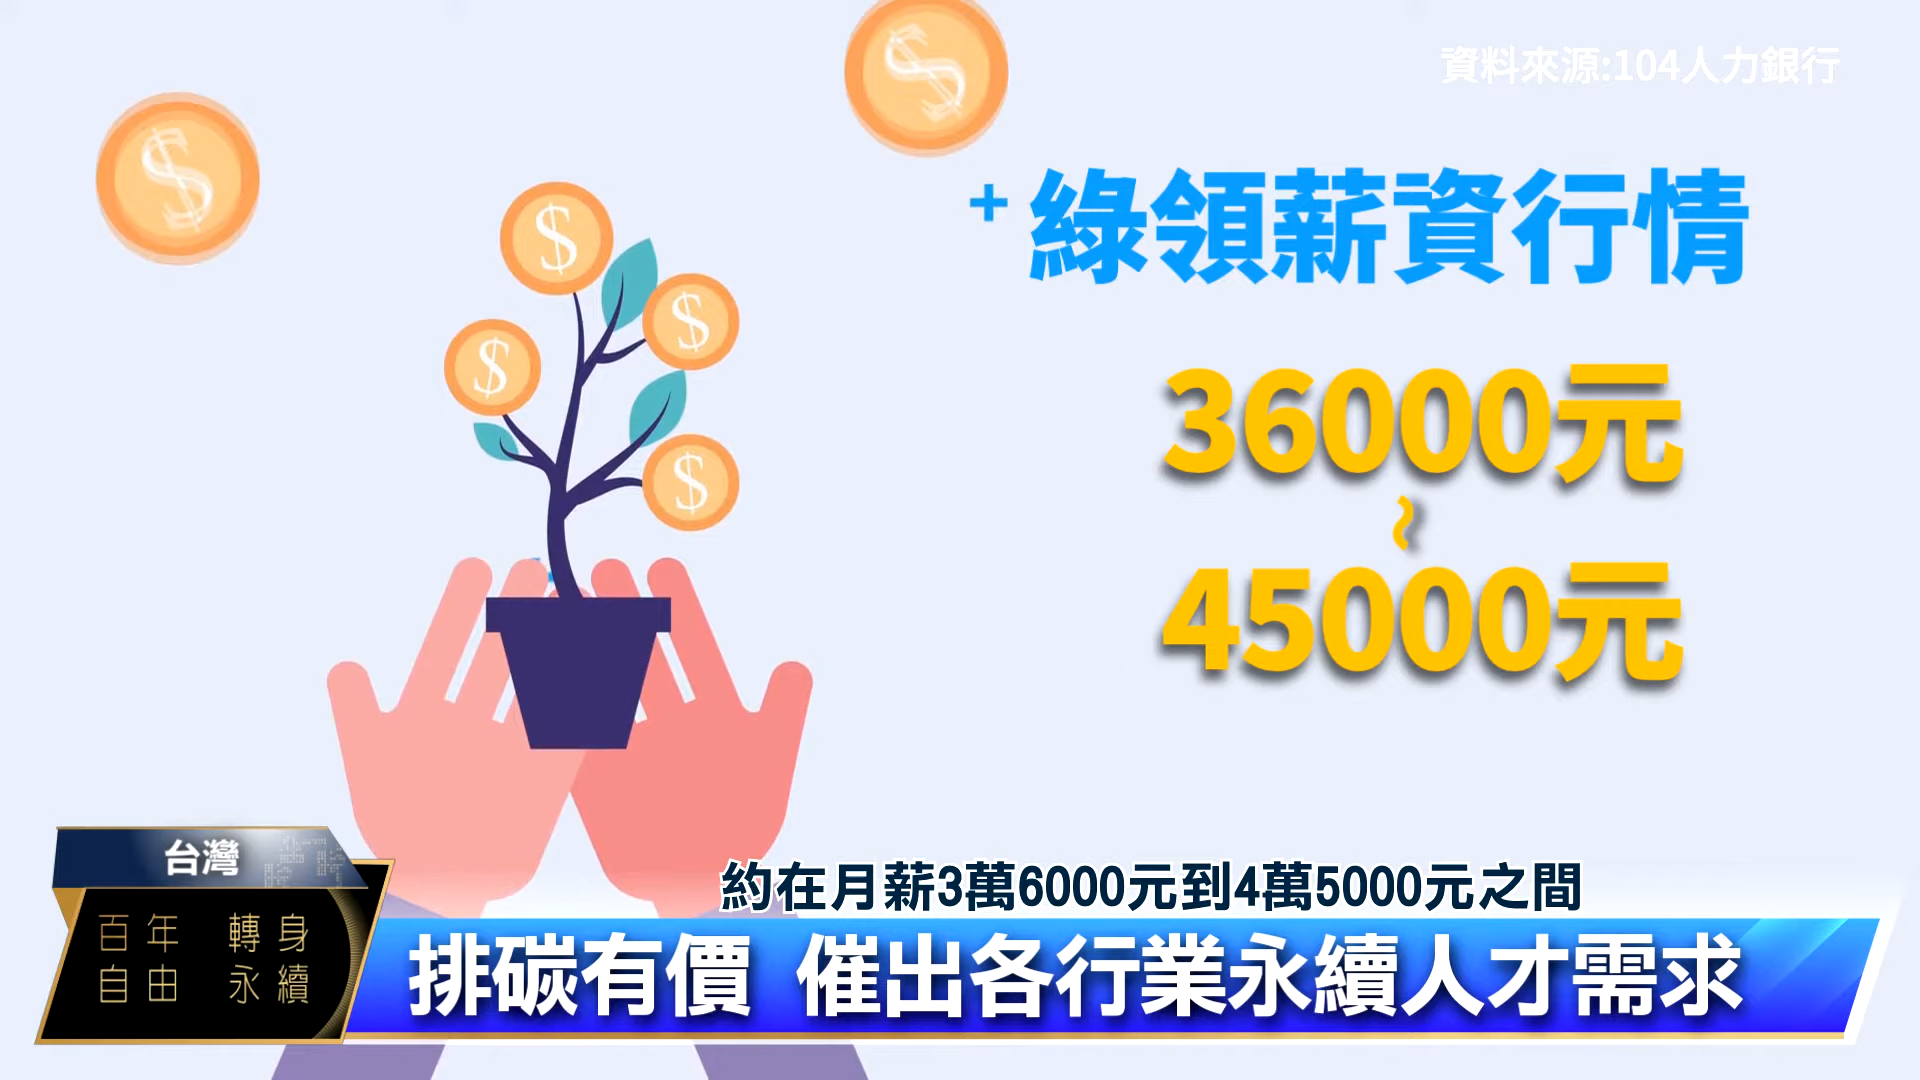 資料來源:104人力銀行
+綠領薪資行情
36000元
~
45000元
台灣
百年 轉身
自由 永續
約在月薪3萬6000元到4萬5000元之間
排碳有價 催出各行業永續人才需求